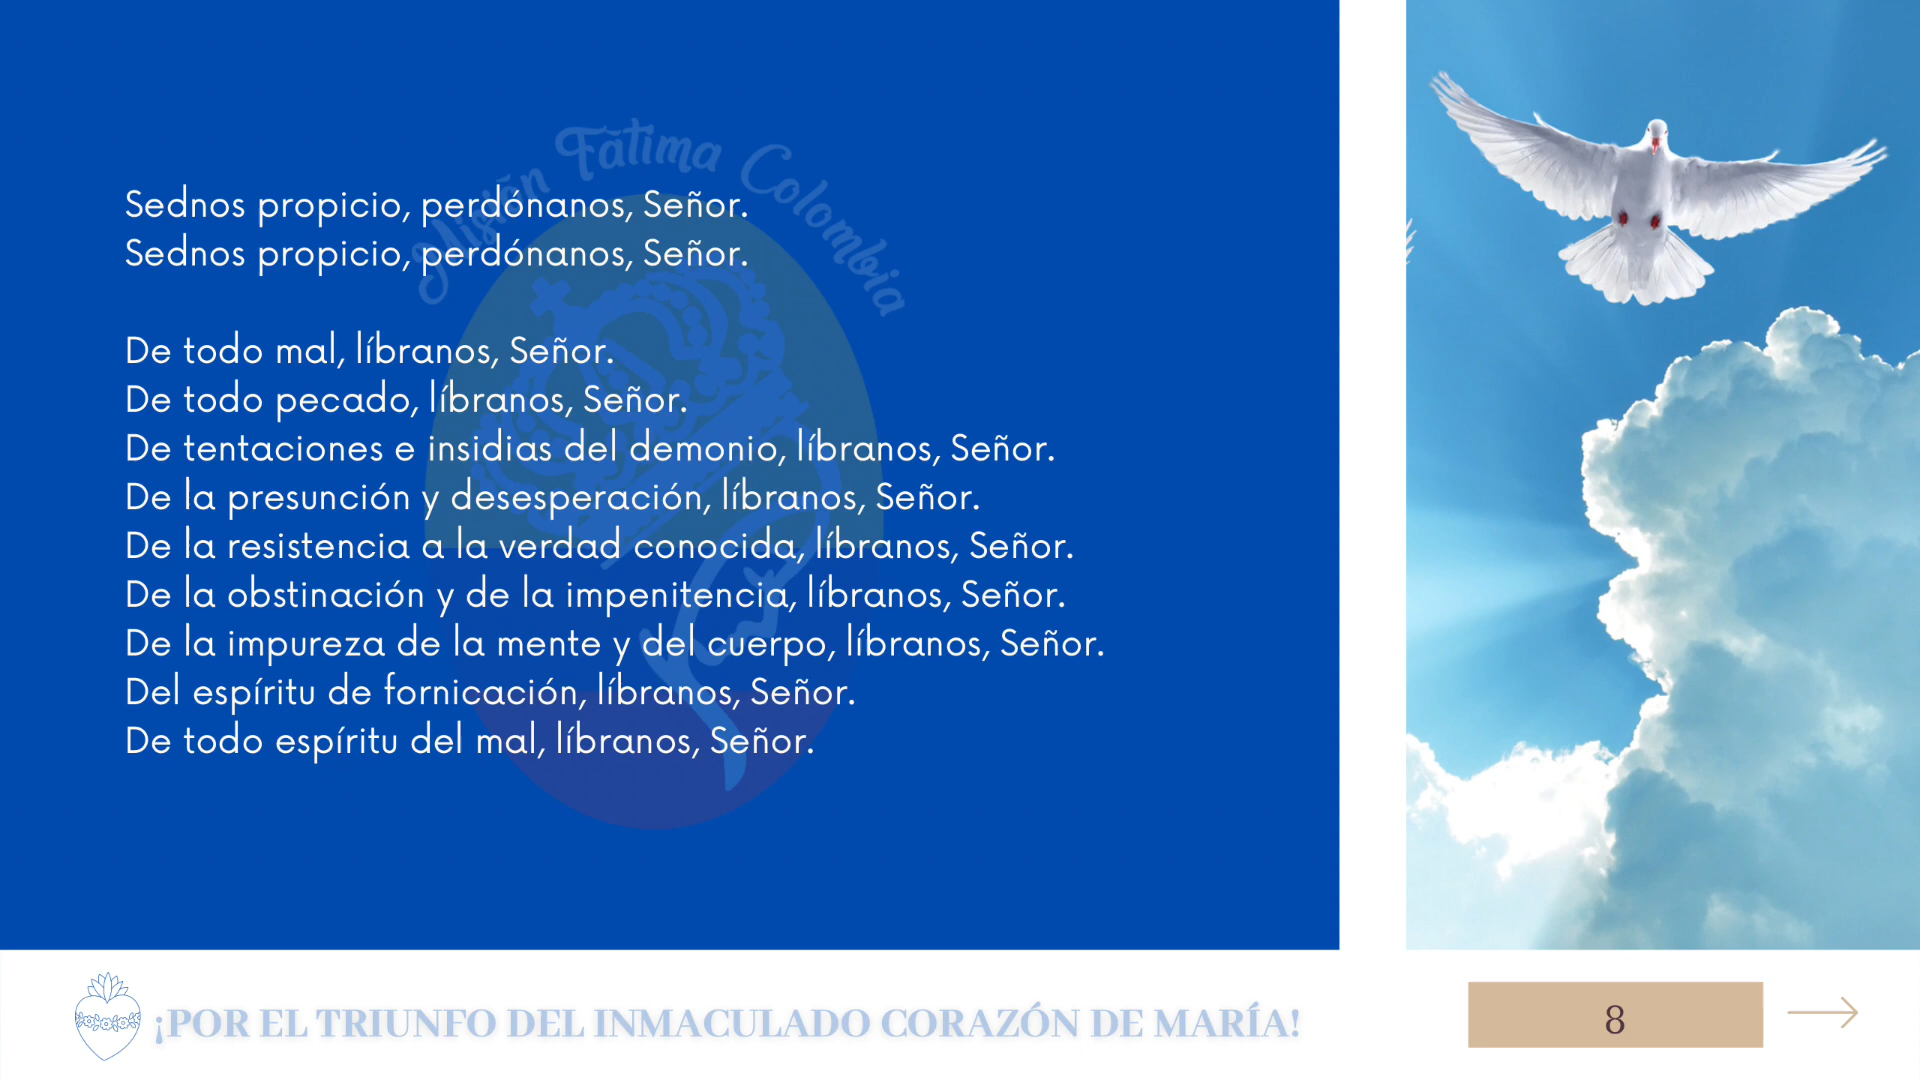 Misión Fátima Colombia
Sednos propicio, perdónanos, Señor.
Sednos propicio, perdónanos, Señor.
De todo mal, líbranos, Señor.
De todo pecado, líbranos, Señor.
De tentaciones e insidias del demonio, líbranos, Señor.
De la presunción y desesperación, líbranos, Señor.
De la resistencia a la verdad conocida, líbranos, Señor.
De la obstinación y de la impenitencia, líbranos, Señor.
De la impureza de la mente y del cuerpo, líbranos, Señor.
Del espíritu de fornicación, líbranos, Señor.
De todo espíritu del mal, líbranos, Señor.
¡POR EL TRIUNFO DEL INMACULADO CORAZÓN DE MARÍA!
8